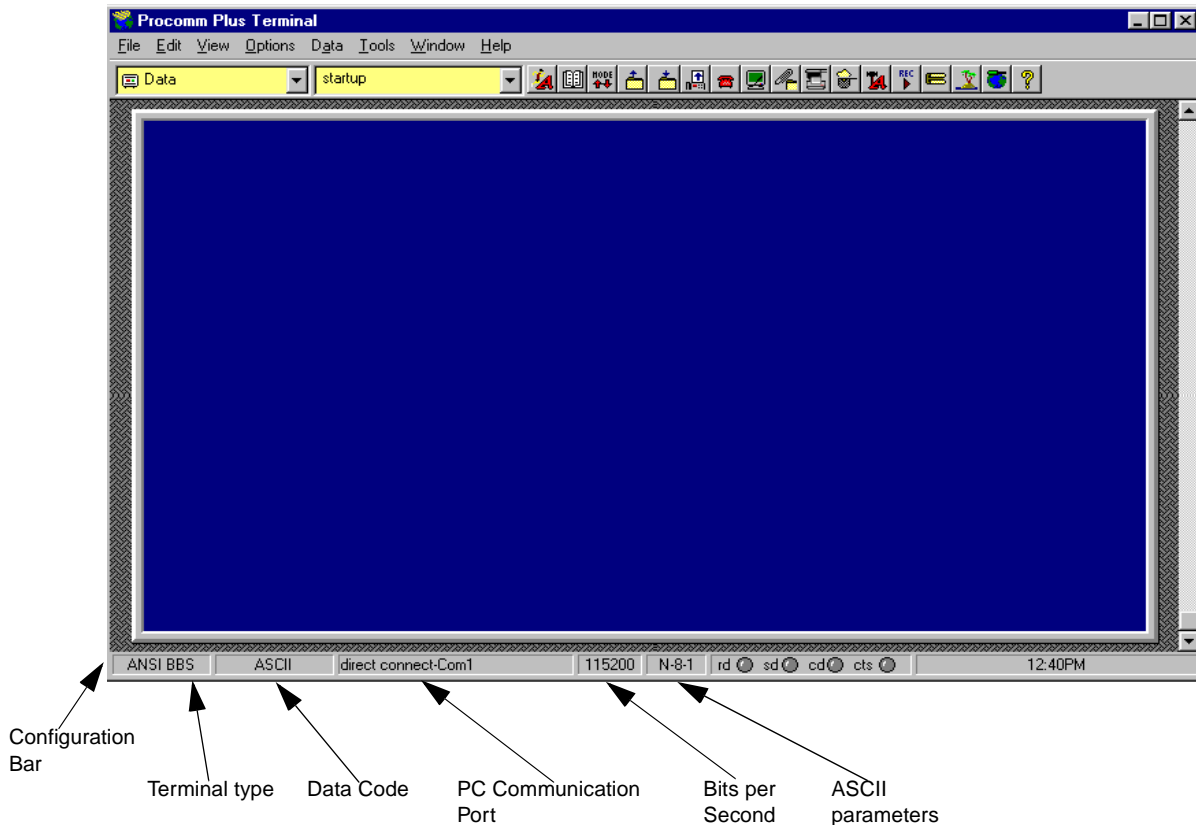 Procomm Plus Terminal
File Edit View Options Data Tools Window Help
Data startup MODE REC
ANSI BBS ASCII direct connect-Com1 115200 N-8-1 rd sd cd cts 12:40PM
Configuration
Bar
Terminal type Data Code PC Communication Bits per ASCII
Port Second parameters